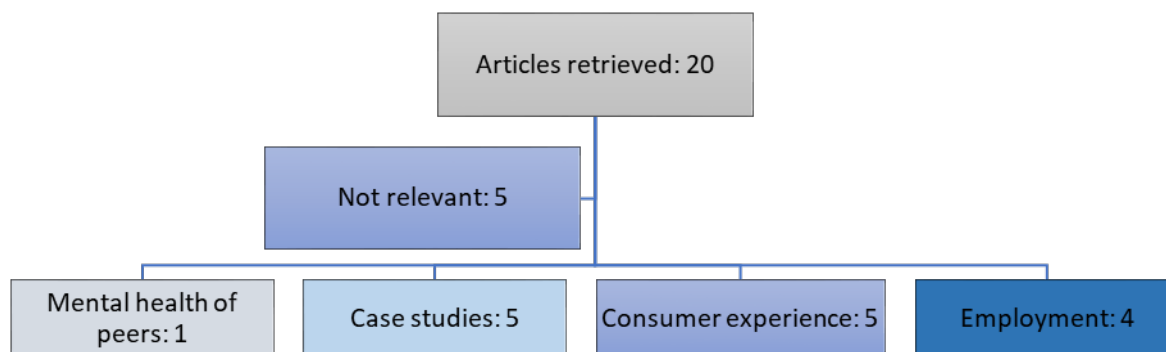 Articles retrieved: 20
Not relevant: 5
Mental health of
peers: 1
Case studies: 5
Consumer experience: 5
Employment: 4